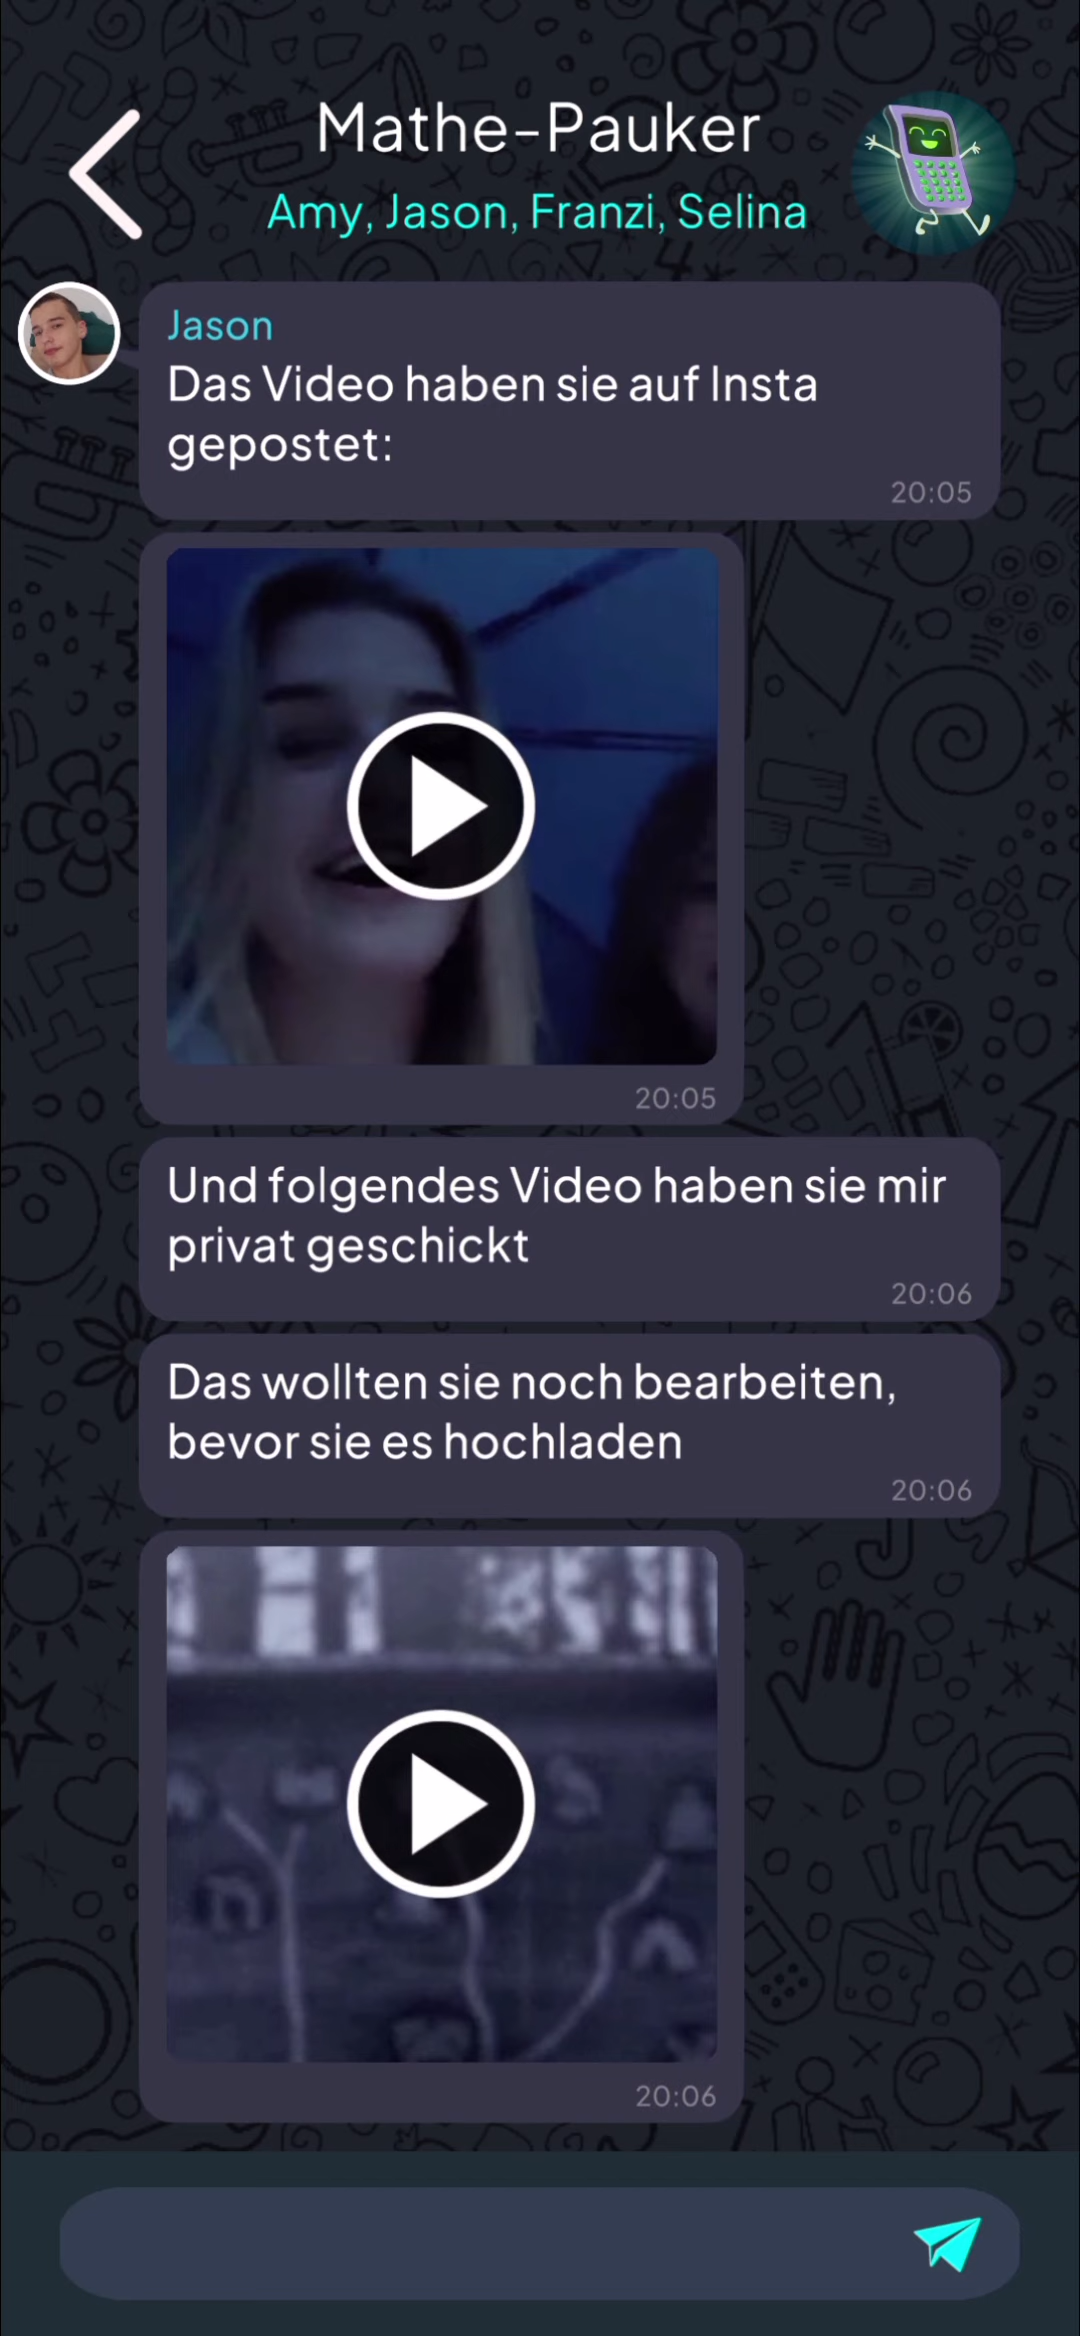 Mathe-Pauker
Amy, Jason, Franzi, Selina
Jason
Das Video haben sie auf Insta
gepostet:
20:05
20:05
Und folgendes Video haben sie mir
privat geschickt
20:06
Das wollten sie noch bearbeiten,
bevor sie es hochladen
20:06
20:06